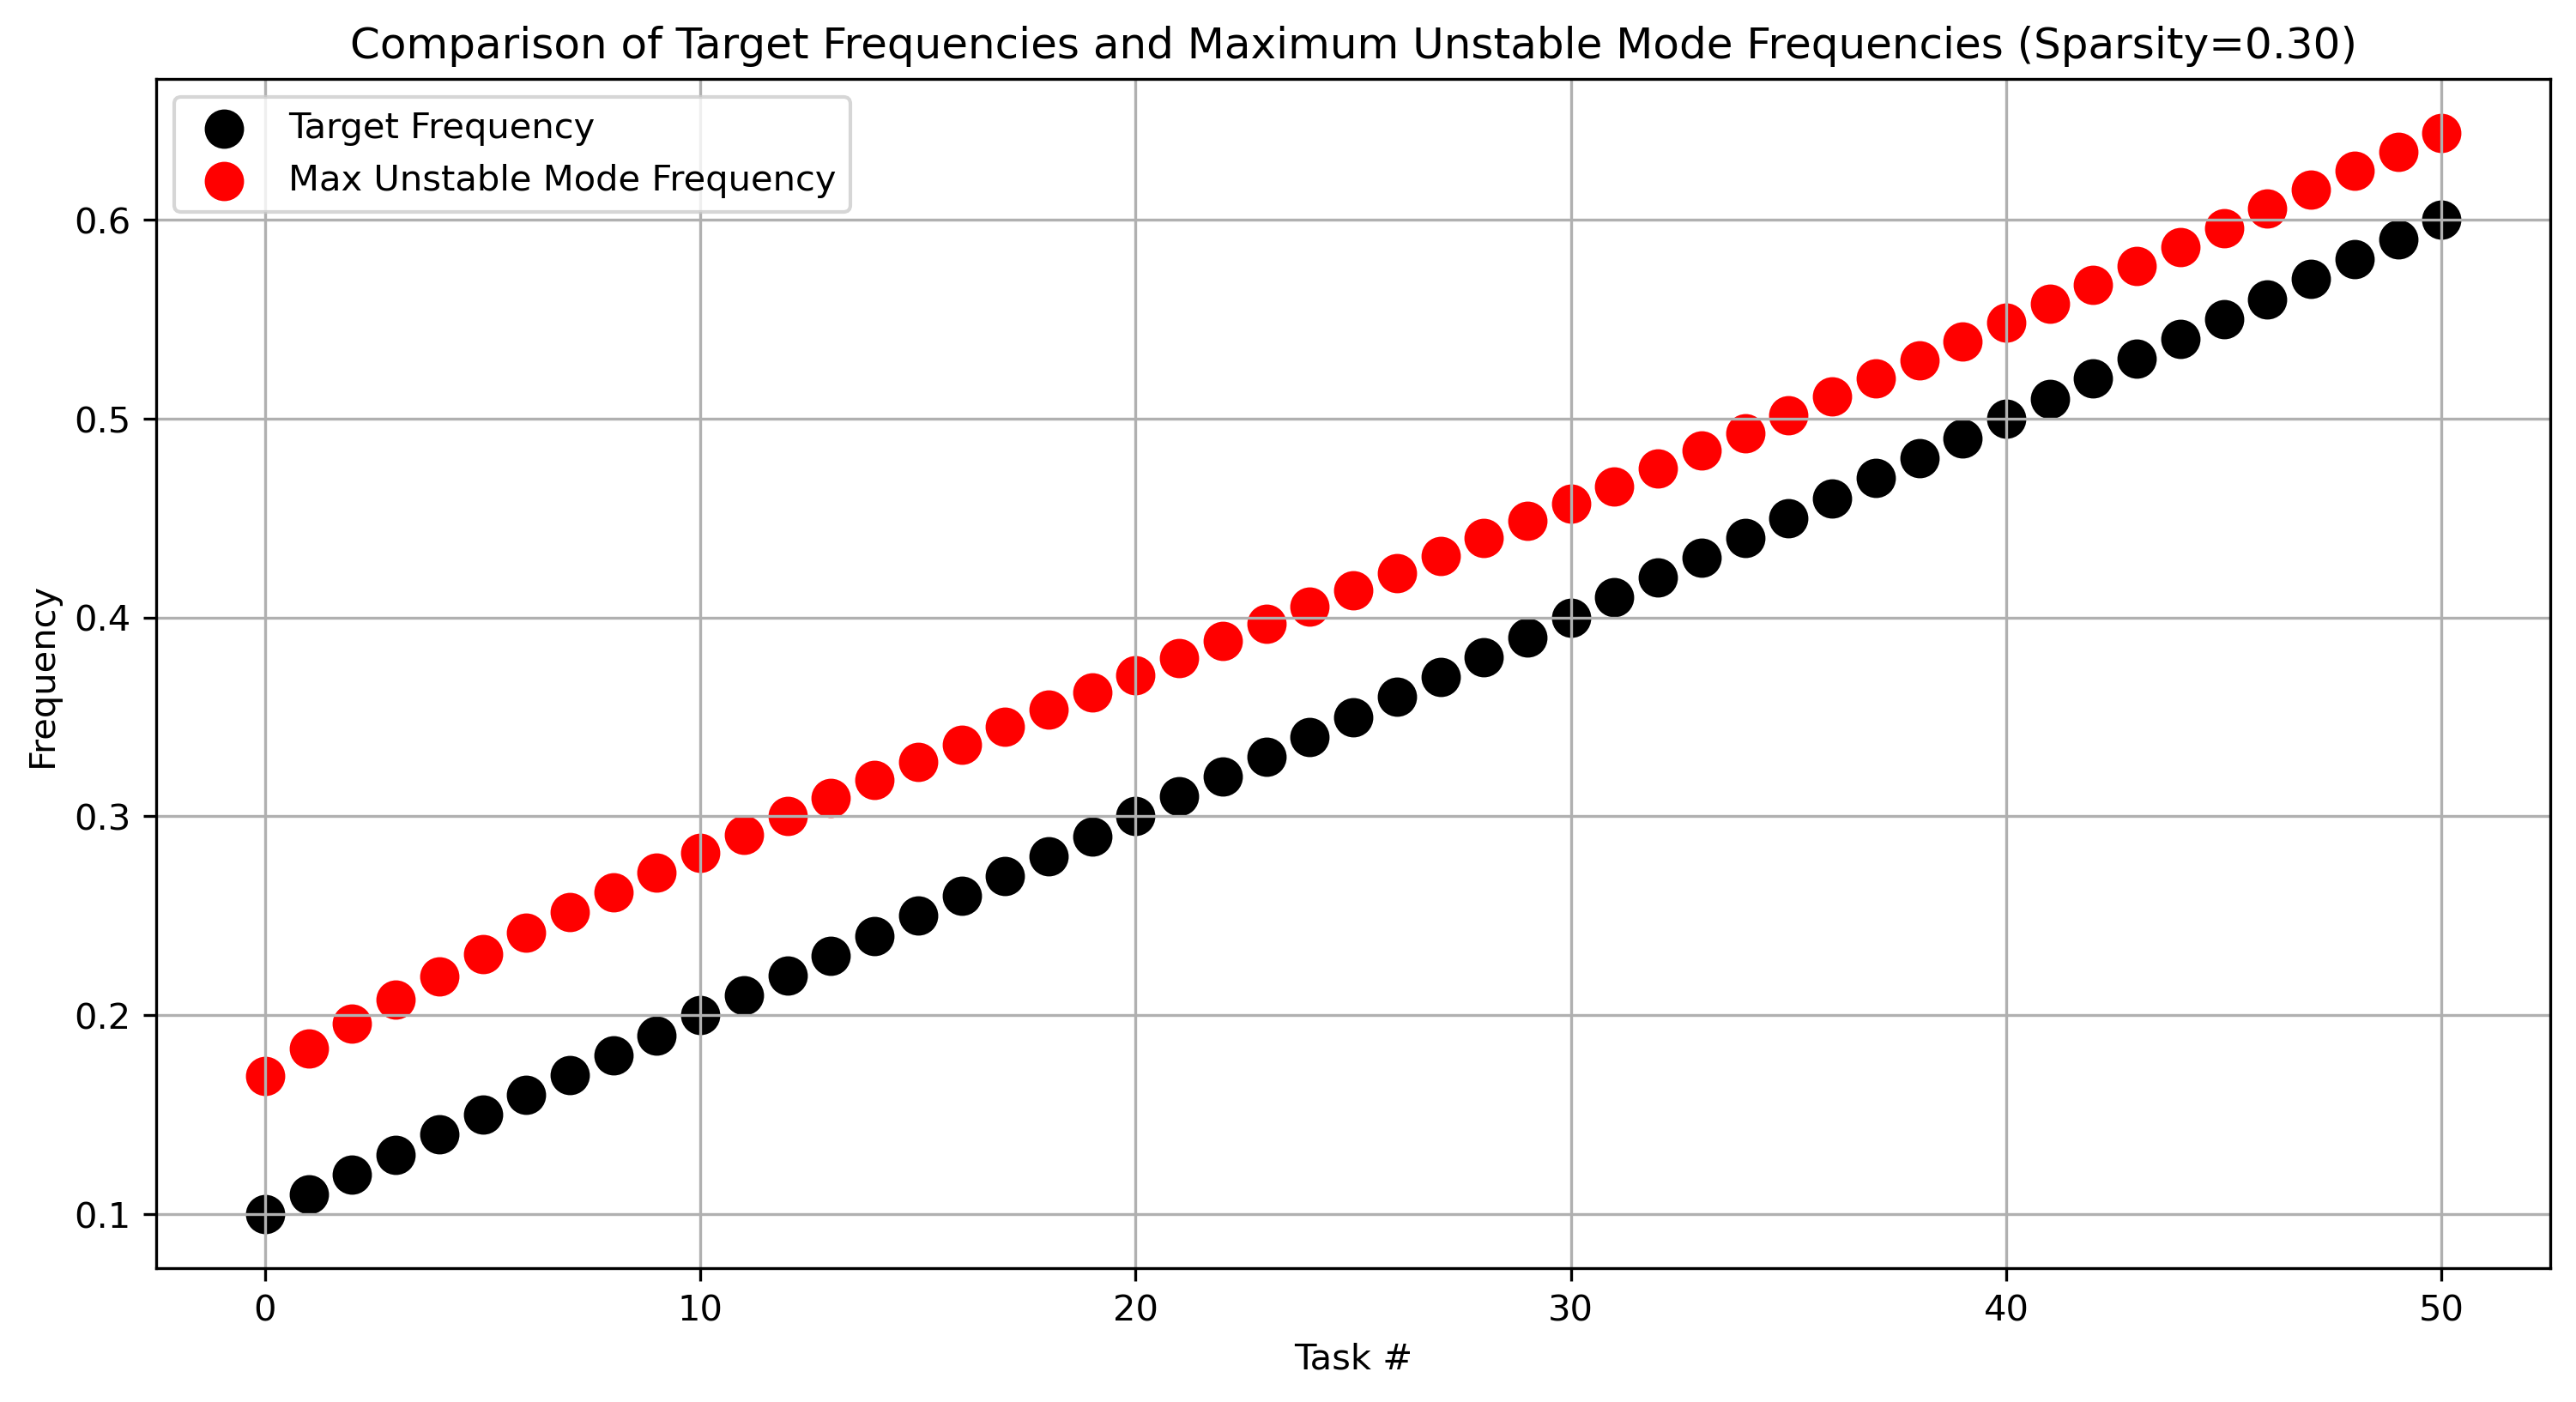 Comparison of Target Frequencies and Maximum Unstable Mode Frequencies (Sparsity=0.30)
Target Frequency
Max Unstable Mode Frequency
0.6
0.5
0.4
0.3
0.2
0.1
Frequency
0 10 20 30 40 50
Task #